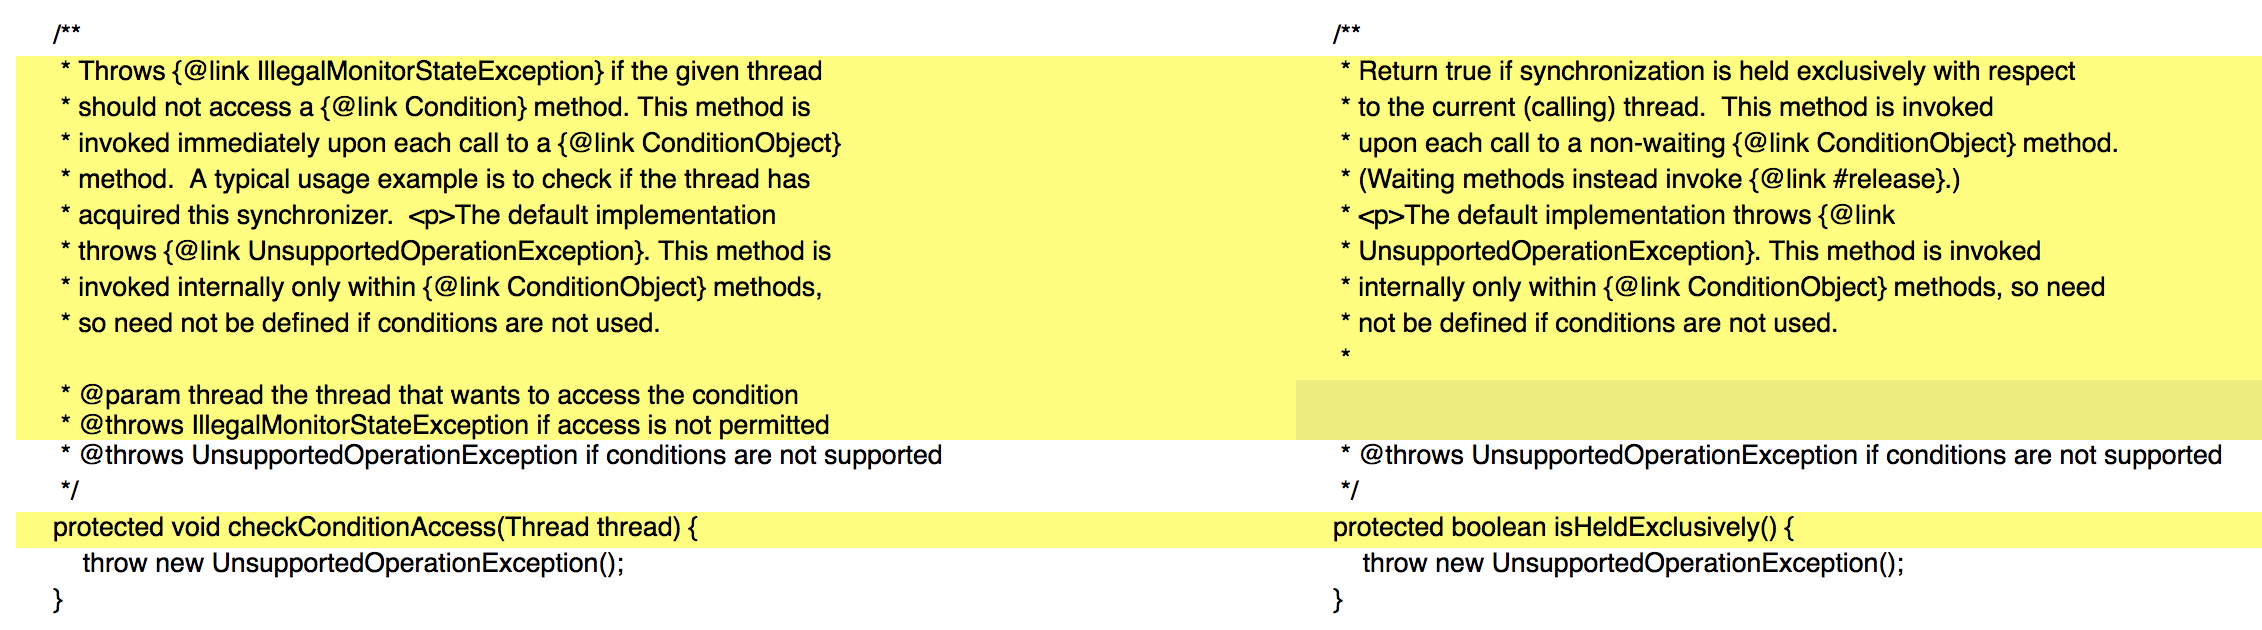 /**
* Throws {@link IllegalMonitorStateException} if the given thread
* should not access a {@link Condition} method. This method is
* invoked immediately upon each call to a {@link ConditionObject}
* method.  A typical usage example is to check if the thread has
* acquired this synchronizer.  <p>The default implementation
* throws {@link UnsupportedOperationException}. This method is
* invoked internally only within {@link ConditionObject} methods,
* so need not be defined if conditions are not used.
* @param thread the thread that wants to access the condition
* @throws IllegalMonitorStateException if access is not permitted
* @throws UnsupportedOperationException if conditions are not supported
*/
protected void checkConditionAccess(Thread thread) {
throw new UnsupportedOperationException();
}
/**
* Return true if synchronization is held exclusively with respect
* to the current (calling) thread.  This method is invoked
* upon each call to a non-waiting {@link ConditionObject} method.
* (Waiting methods instead invoke {@link #release}.)
* <p>The default implementation throws {@link
* UnsupportedOperationException}. This method is invoked
* internally only within {@link ConditionObject} methods, so need
* not be defined if conditions are not used.
*
* @throws UnsupportedOperationException if conditions are not supported
*/
protected boolean isHeldExclusively() {
throw new UnsupportedOperationException();
}